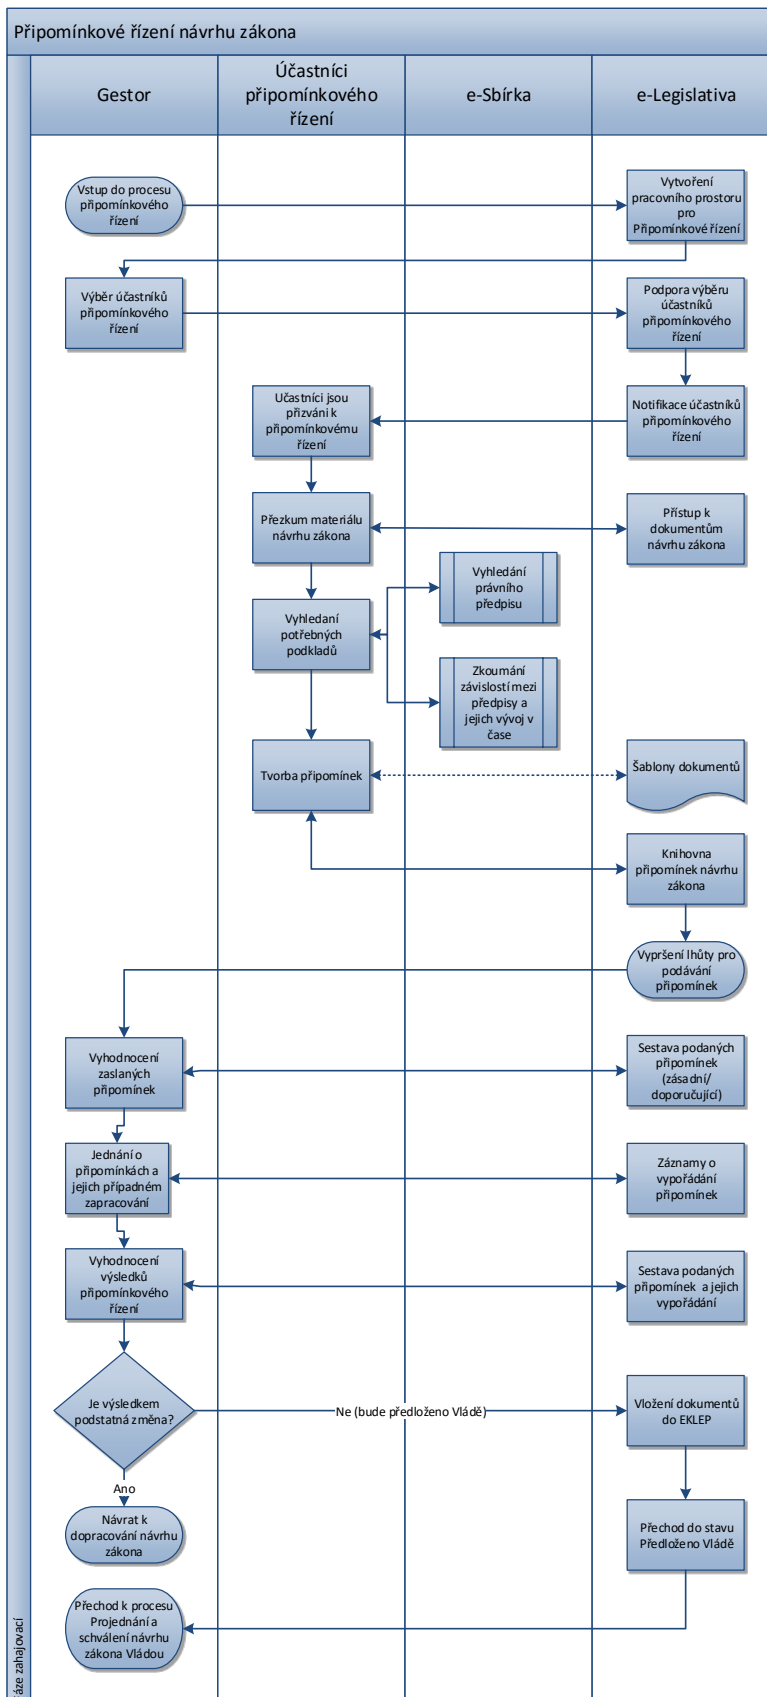 Připomínkové řízení návrhu zákona
Gestor
Účastníci
připomínkového
řízení
e-Sbírka
e-Legislativa
Vstup do procesu
připomínkového
řízení
Vytvoření
pracovního prostoru
pro
Připomínkové řízení
Výběr účastníků
připomínkového
řízení
Podpora výběru
účastníků
připomínkového
řízení
Učastníci jsou
přizváni k
připomínkovému
řízení
Notifikace účastníků
připomínkového
řízení
Přezkum materiálu
návrhu zákona
Přístup k
dokumentům
návrhu zákona
Vyhledání
právního
předpisu
Vyhledaní
potřebných
podkladů
Zkoumání
závislostí mezi
předpisy a
jejich vývoj v
čase
Tvorba připomínek
Šablony dokumentů
Knihovna
připomínek návrhu
zákona
Vypršení lhůty pro
podávání
připomínek
Vyhodnocení
zaslaných
připomínek
Sestava podaných
připomínek
(zásadní/
doporučující)
Jednání o
připomínkách a
jejich případném
zapracování
Záznamy o
vypořádání
připomínek
Vyhodnocení
výsledků
připomínkového
řízení
Sestava podaných
připomínek a jejich
vypořádání
Je výsledkem
podstatná změna?
Ne (bude předloženo Vládě)
Vložení dokumentů
do EKLEP
Ano
Návrat k
dopracování návrhu
zákona
Přechod do stavu
Předloženo Vládě
Přechod k procesu
Projednání a
schválení návrhu
zákona Vládou
áze zahajovací